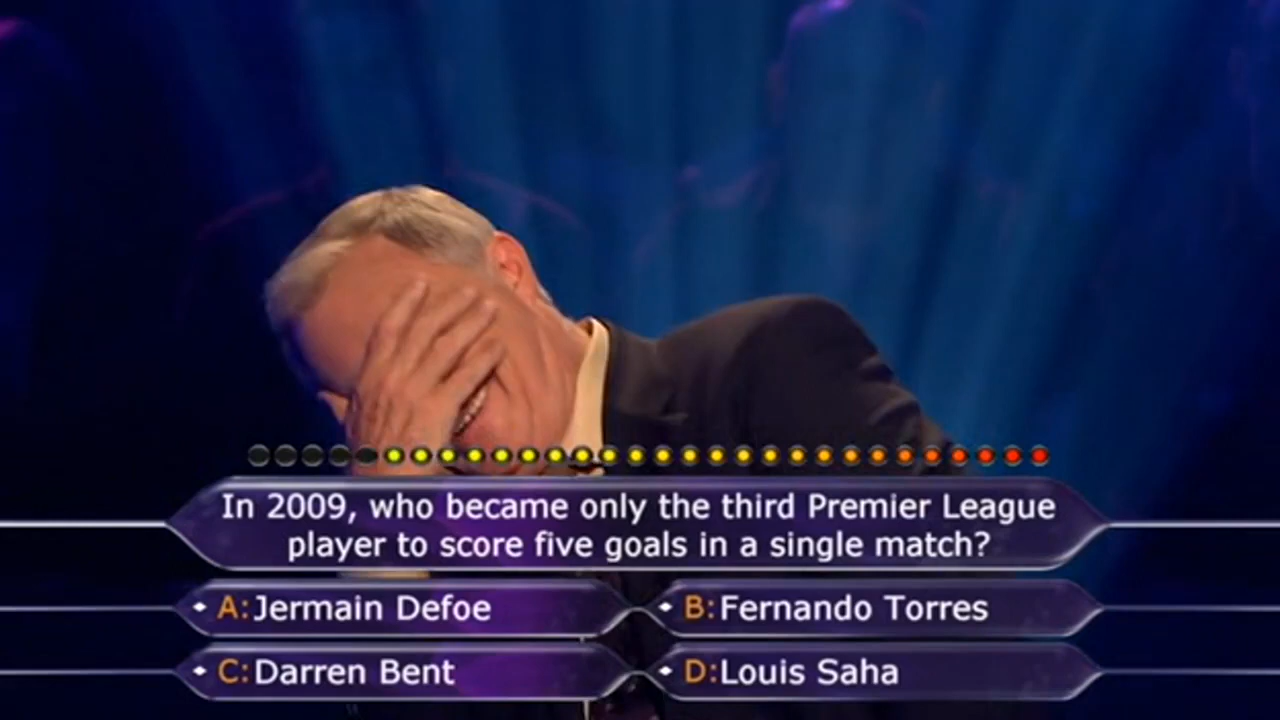 In 2009, who became only the third Premier League
player to score five goals in a single match?
A: Jermain Defoe
B: Fernando Torres
C: Darren Bent
D: Louis Saha